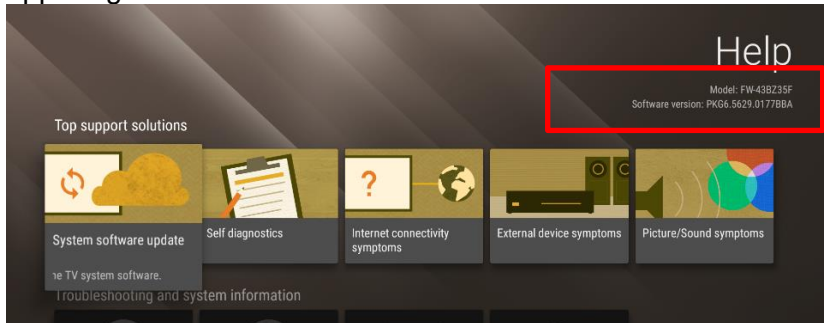 Help
Model: FW-43BZ35F
Software version: PKG6.5629.0177BBA
Top support solutions
?
System software update
TV system software.
Self diagnostics
Internet connectivity
symptoms
External device symptoms
Picture/Sound symptoms
Troubleshooting and system information